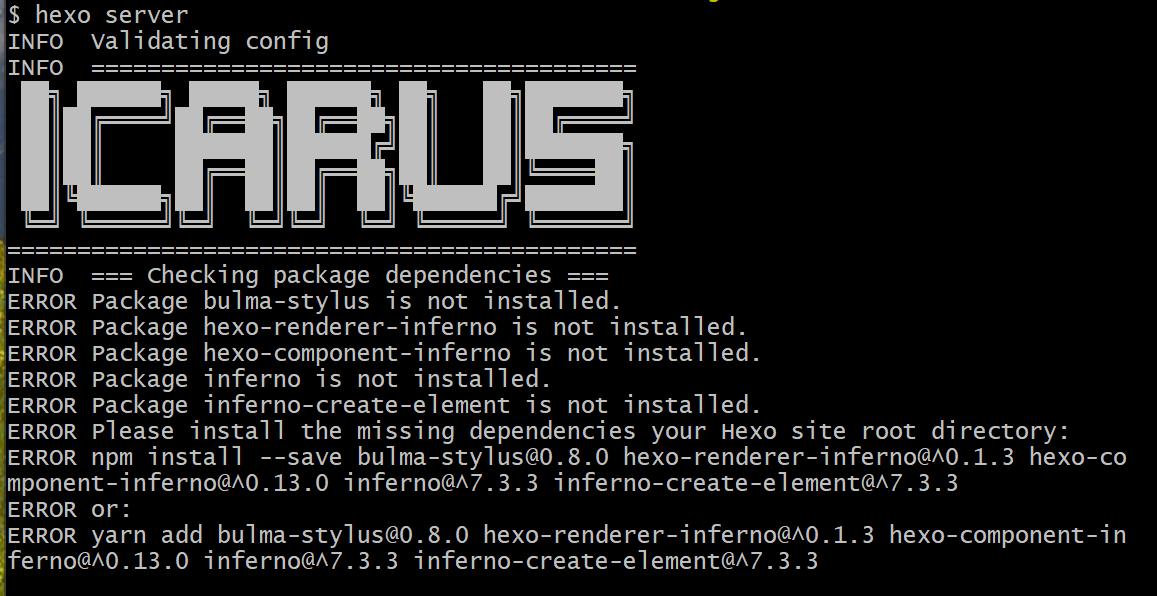 $ hexo server
INFO  Validating config
INFO  =======================================
ICARUS
=============================================
INFO  === Checking package dependencies ===
ERROR Package bulma-stylus is not installed.
ERROR Package hexo-renderer-inferno is not installed.
ERROR Package hexo-component-inferno is not installed.
ERROR Package inferno is not installed.
ERROR Package inferno-create-element is not installed.
ERROR Please install the missing dependencies your Hexo site root directory:
ERROR npm install --save bulma-stylus@0.8.0 hexo-renderer-inferno@^0.1.3 hexo-co
mponent-inferno@^0.13.0 inferno@^7.3.3 inferno-create-element@^7.3.3
ERROR or:
ERROR yarn add bulma-stylus@0.8.0 hexo-renderer-inferno@^0.1.3 hexo-component-in
ferno@^0.13.0 inferno@^7.3.3 inferno-create-element@^7.3.3